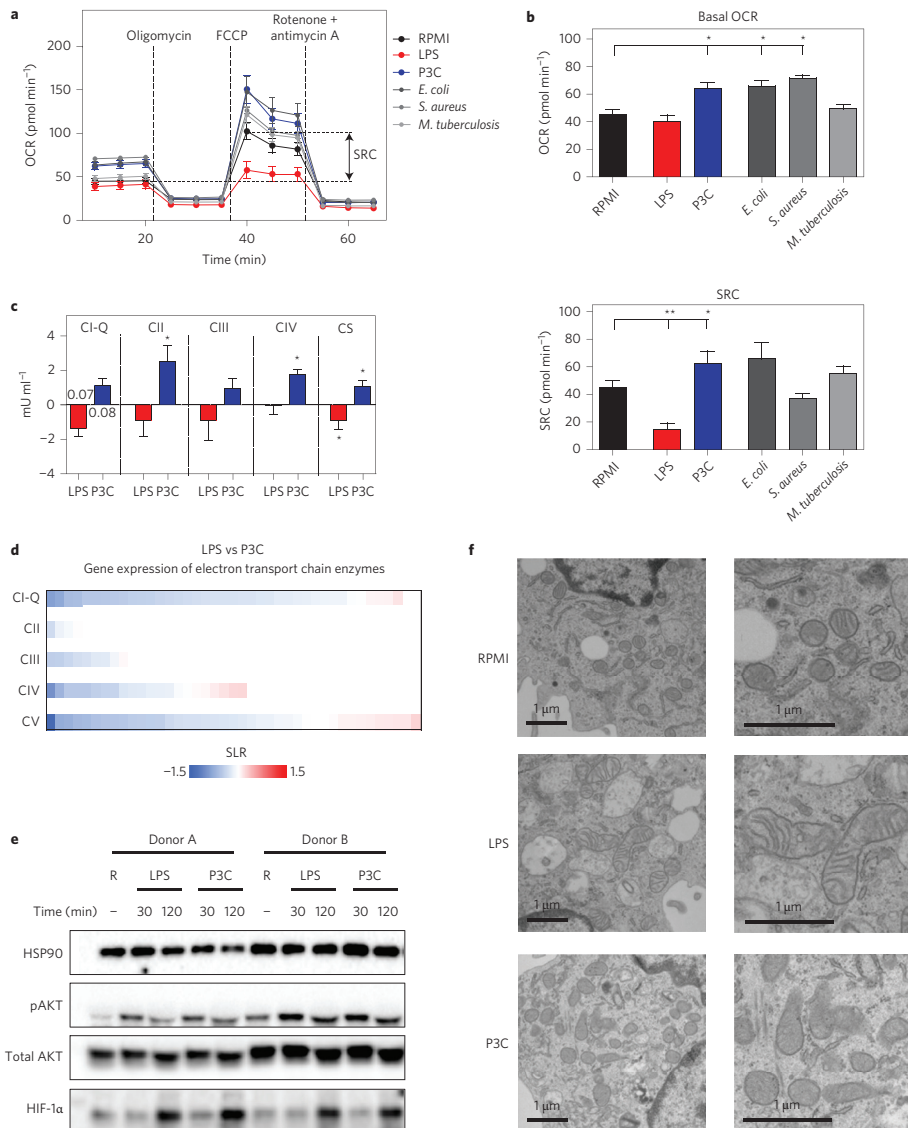 a
Oligomycin
FCCP
Rotenone +
antimycin A
OCR (pmol min⁻¹)
200
150
100
50
0
20
40
60
Time (min)
SRC
RPMI
LPS
P3C
E. coli
S. aureus
M. tuberculosis
b
Basal OCR
OCR (pmol min⁻¹)
100
80
60
40
20
0
* * *
RPMI
LPS
P3C
E. coli
S. aureus
M. tuberculosis
SRC
SRC (pmol min⁻¹)
100
80
60
40
20
0
** *
RPMI
LPS
P3C
E. coli
S. aureus
M. tuberculosis
c
CI-Q CII CIII CIV CS
mU ml⁻¹
4
2
0
−2
−4
0.07
0.08
* * * *
LPS P3C LPS P3C LPS P3C LPS P3C LPS P3C
d
LPS vs P3C
Gene expression of electron transport chain enzymes
CI-Q
CII
CIII
CIV
CV
SLR
−1.5 1.5
e
Donor A Donor B
R LPS P3C R LPS P3C
Time (min) – 30 120 30 120 – 30 120 30 120
HSP90
pAKT
Total AKT
HIF-1α
f
RPMI
1 μm 1 μm
LPS
1 μm 1 μm
P3C
1 μm 1 μm